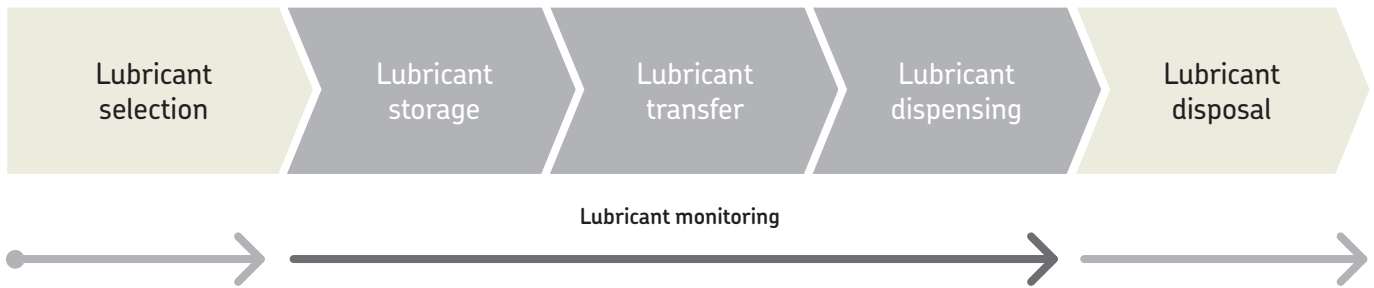 Lubricant
selection
Lubricant
storage
Lubricant
transfer
Lubricant
dispensing
Lubricant
disposal
Lubricant monitoring